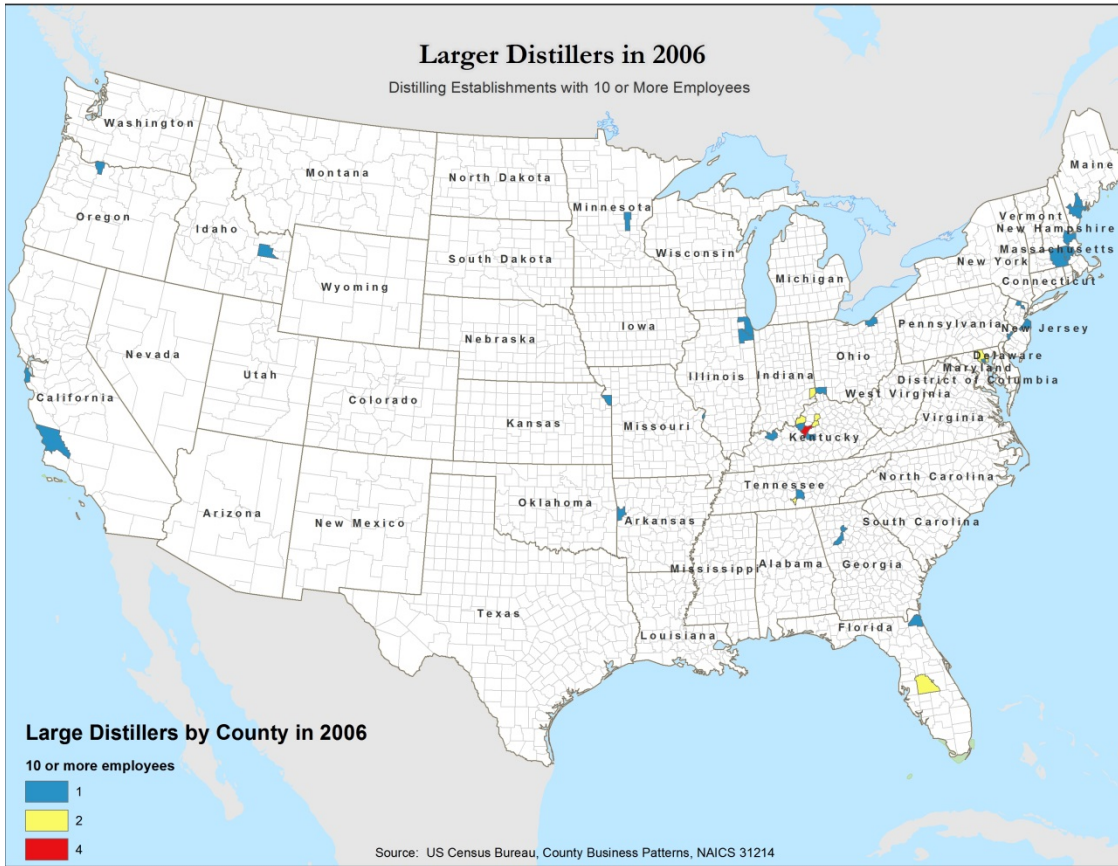 Larger Distillers in 2006
Distilling Establishments with 10 or More Employees
Washington
Maine
Montana
North Dakota
Minnesota
Vermont
Oregon
Idaho
New Hampshire
Massachusetts
Wisconsin
South Dakota
New York
Michigan
Connecticut
Wyoming
Iowa
Pennsylvania
New Jersey
Nebraska
Nevada
Ohio
Delaware
Utah
Illinois
Indiana
Maryland
District of Columbia
California
Colorado
West Virginia
Kansas
Missouri
Virginia
Kentucky
North Carolina
Tennessee
Oklahoma
Arizona
New Mexico
Arkansas
South Carolina
Mississippi
Alabama
Georgia
Texas
Louisiana
Florida
Large Distillers by County in 2006
10 or more employees
1
2
4
Source: US Census Bureau, County Business Patterns, NAICS 31214